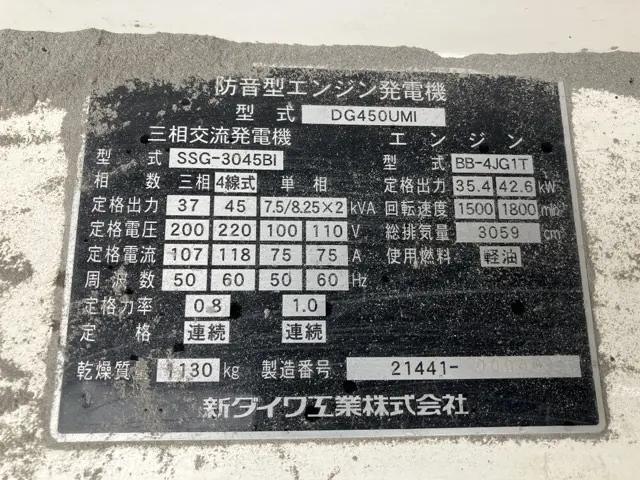 防音型エンジン発電機
型式 DG450UMI
三相交流発電機 エンジン
型式 SSG-3045BI 型式 BB-4JG1T
相数 三相 4線式 単相 定格出力 35.4 42.6 kW
定格出力 37 45 7.5/8.25×2 kVA 回転速度 1500 1800 min
定格電圧 200 220 100 110 V 総排気量 3059 cm
定格電流 107 118 75 75 A 使用燃料 軽油
周波数 50 60 50 60 Hz
定格力率 0.8 1.0
定格 連続 連続
乾燥質 1130 kg 製造番号 21441-
新ダイワ工業株式会社